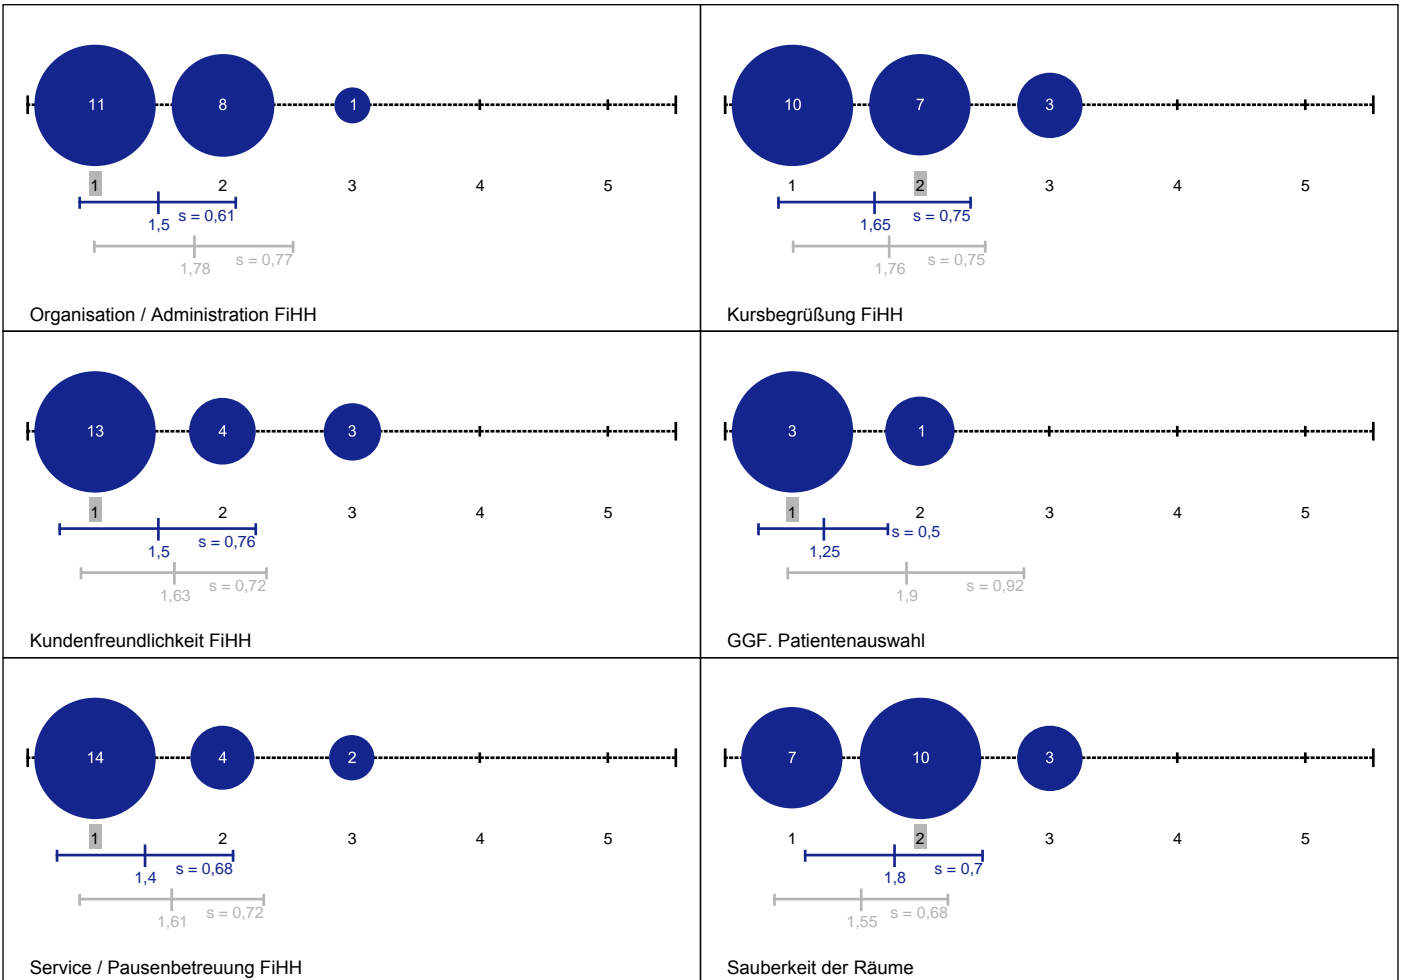 11 8 1
1 2 3 4 5
1,5 s = 0,61
1,78 s = 0,77
Organisation / Administration FiHH
10 7 3
1 2 3 4 5
1,65 s = 0,75
1,76 s = 0,75
Kursbegrüßung FiHH
13 4 3
1 2 3 4 5
1,5 s = 0,76
1,63 s = 0,72
Kundenfreundlichkeit FiHH
3 1
1 2 3 4 5
1,25 s = 0,5
1,9 s = 0,92
GGF. Patientenauswahl
14 4 2
1 2 3 4 5
1,4 s = 0,68
1,61 s = 0,72
Service / Pausenbetreuung FiHH
7 10 3
1 2 3 4 5
1,8 s = 0,7
1,55 s = 0,68
Sauberkeit der Räume